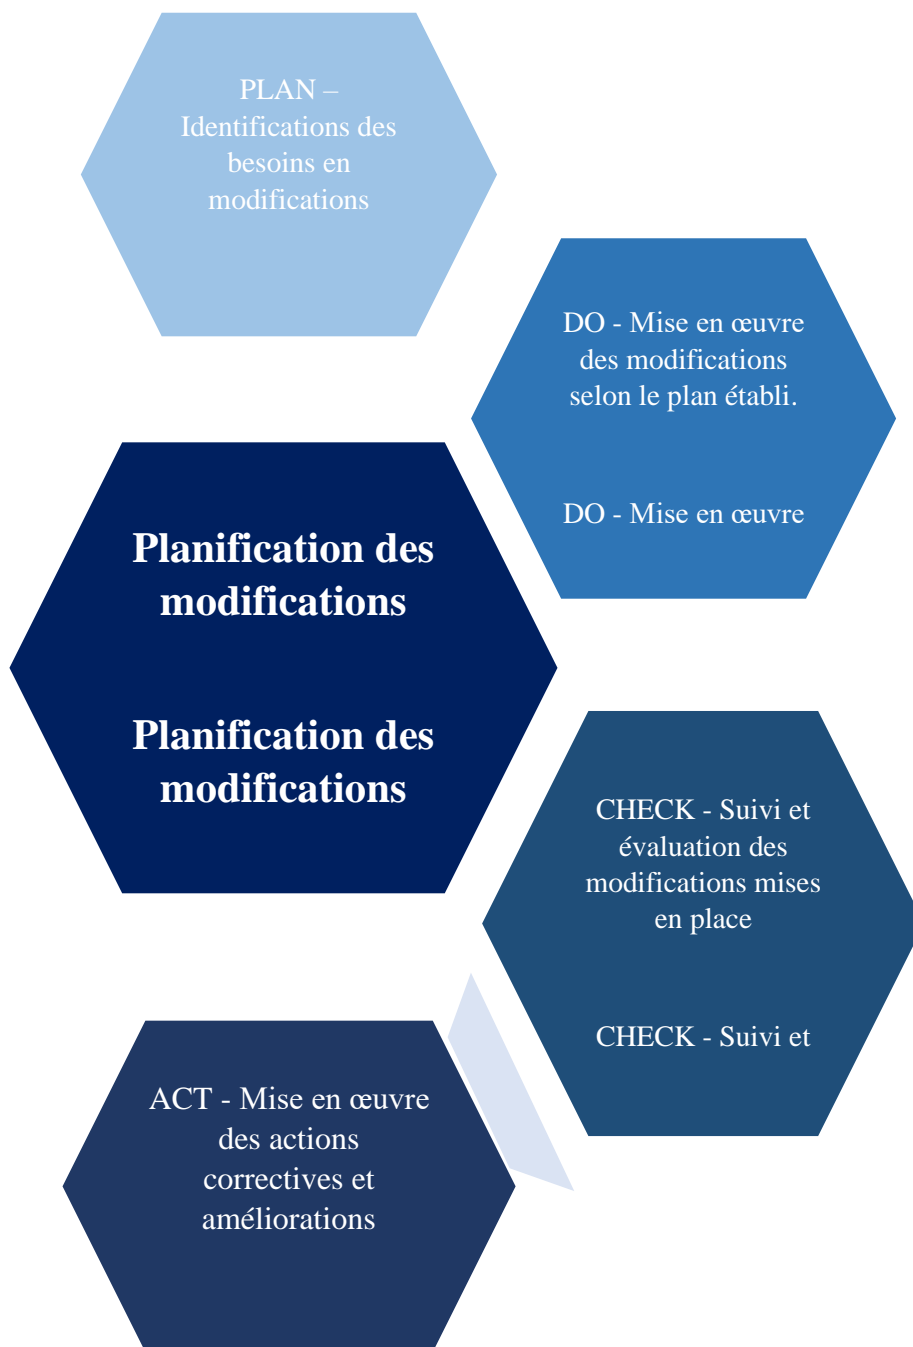 PLAN –
Identifications des
besoins en
modifications
DO - Mise en œuvre
des modifications
selon le plan établi.
DO - Mise en œuvre
Planification des
modifications
Planification des
modifications
CHECK - Suivi et
évaluation des
modifications mises
en place
CHECK - Suivi et
ACT - Mise en œuvre
des actions
correctives et
améliorations